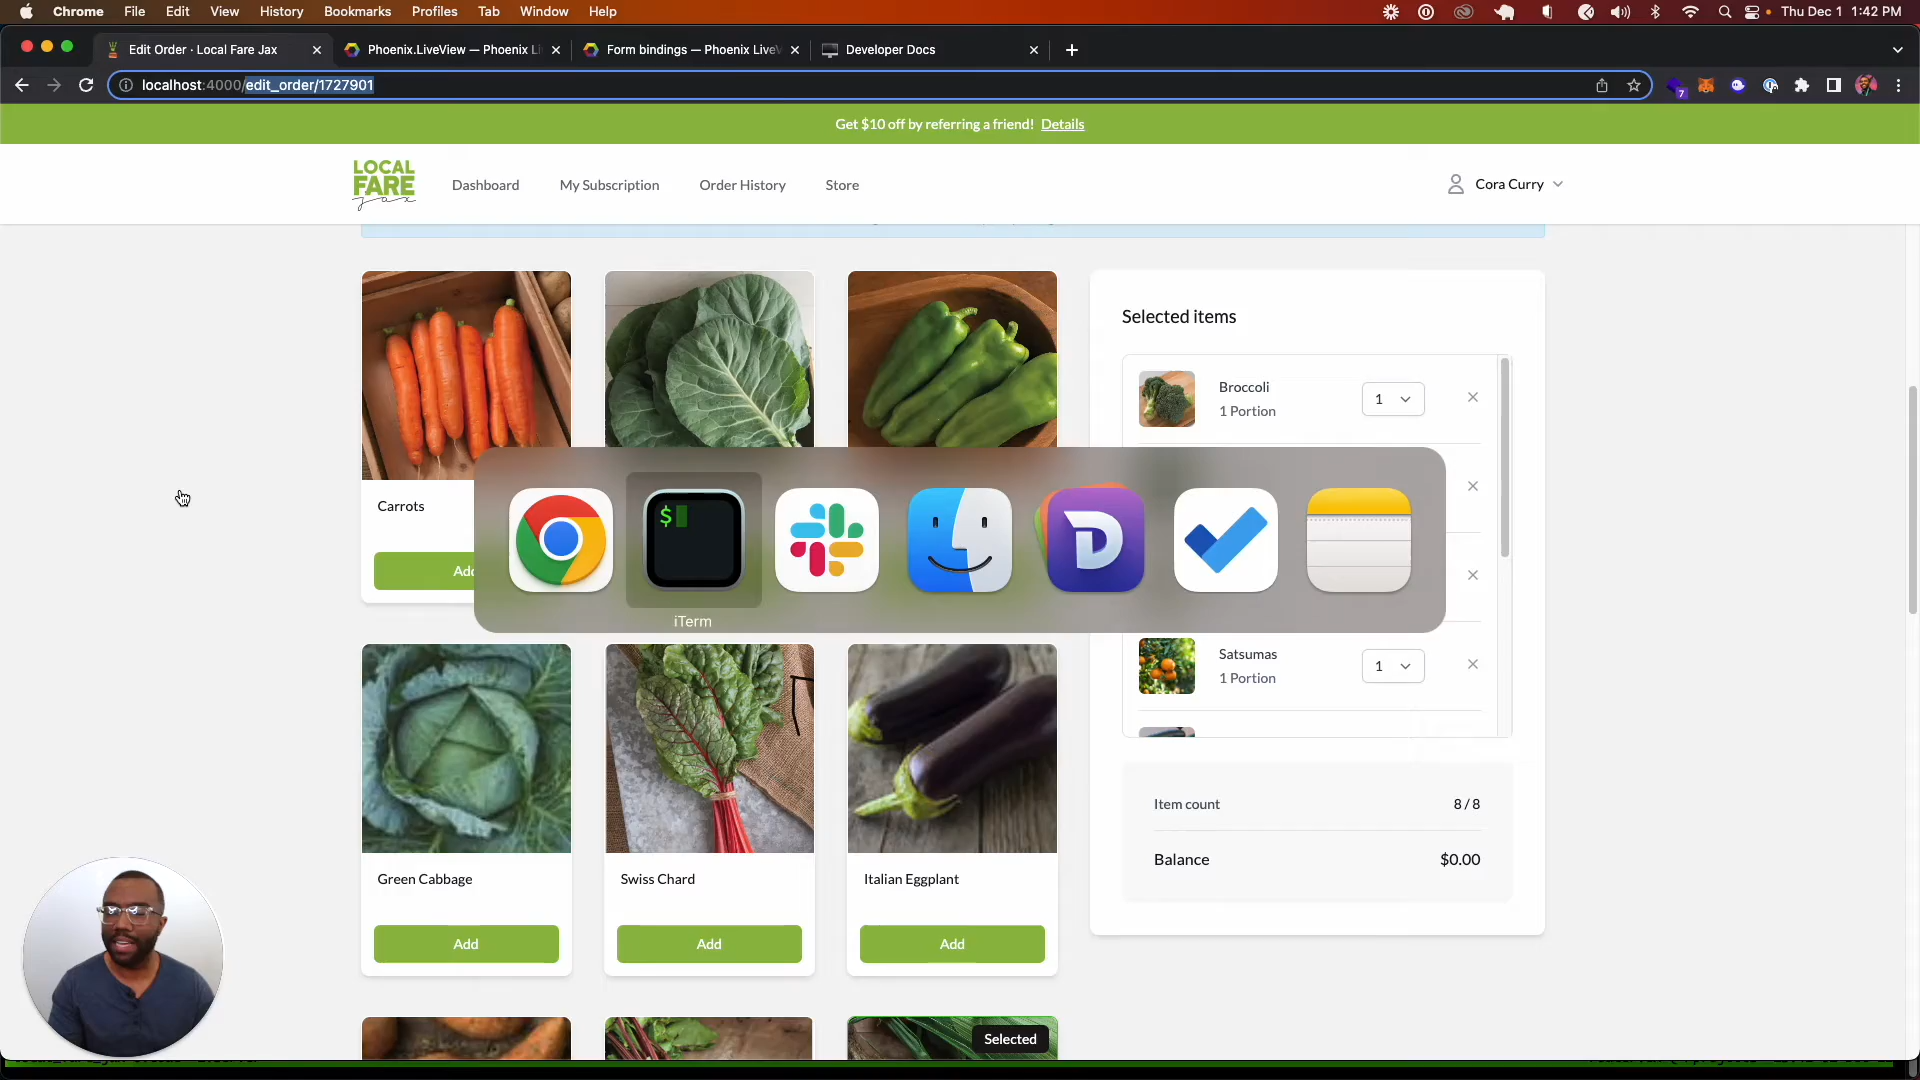 Chrome File Edit View History Bookmarks Profiles Tab Window Help
Thu Dec 1 1:42 PM
Edit Order · Local Fare Jax
Phoenix.LiveView — Phoenix Li
Form bindings — Phoenix LiveV
Developer Docs
localhost:4000/edit_order/1727901
7
Get $10 off by referring a friend! Details
LOCAL
FARE
jax
Dashboard
My Subscription
Order History
Store
Cora Curry
Selected items
Broccoli
1 Portion
1
Carrots
Add
$
iTerm
Satsumas
1 Portion
1
Item count
8 / 8
Balance
$0.00
Green Cabbage
Swiss Chard
Italian Eggplant
Add
Add
Add
Selected